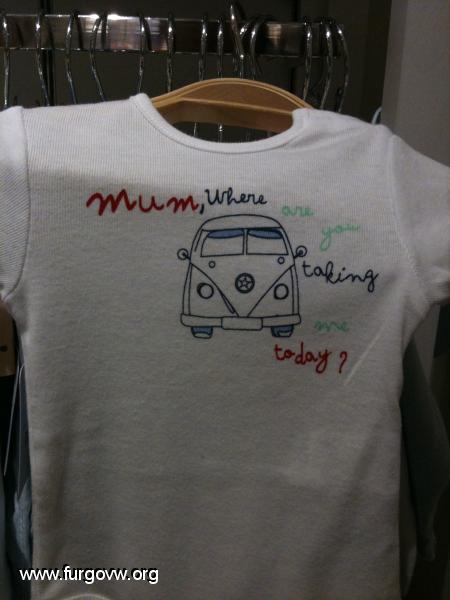 Mum, Where
are
you
taking
me
today?
www.furgovw.org